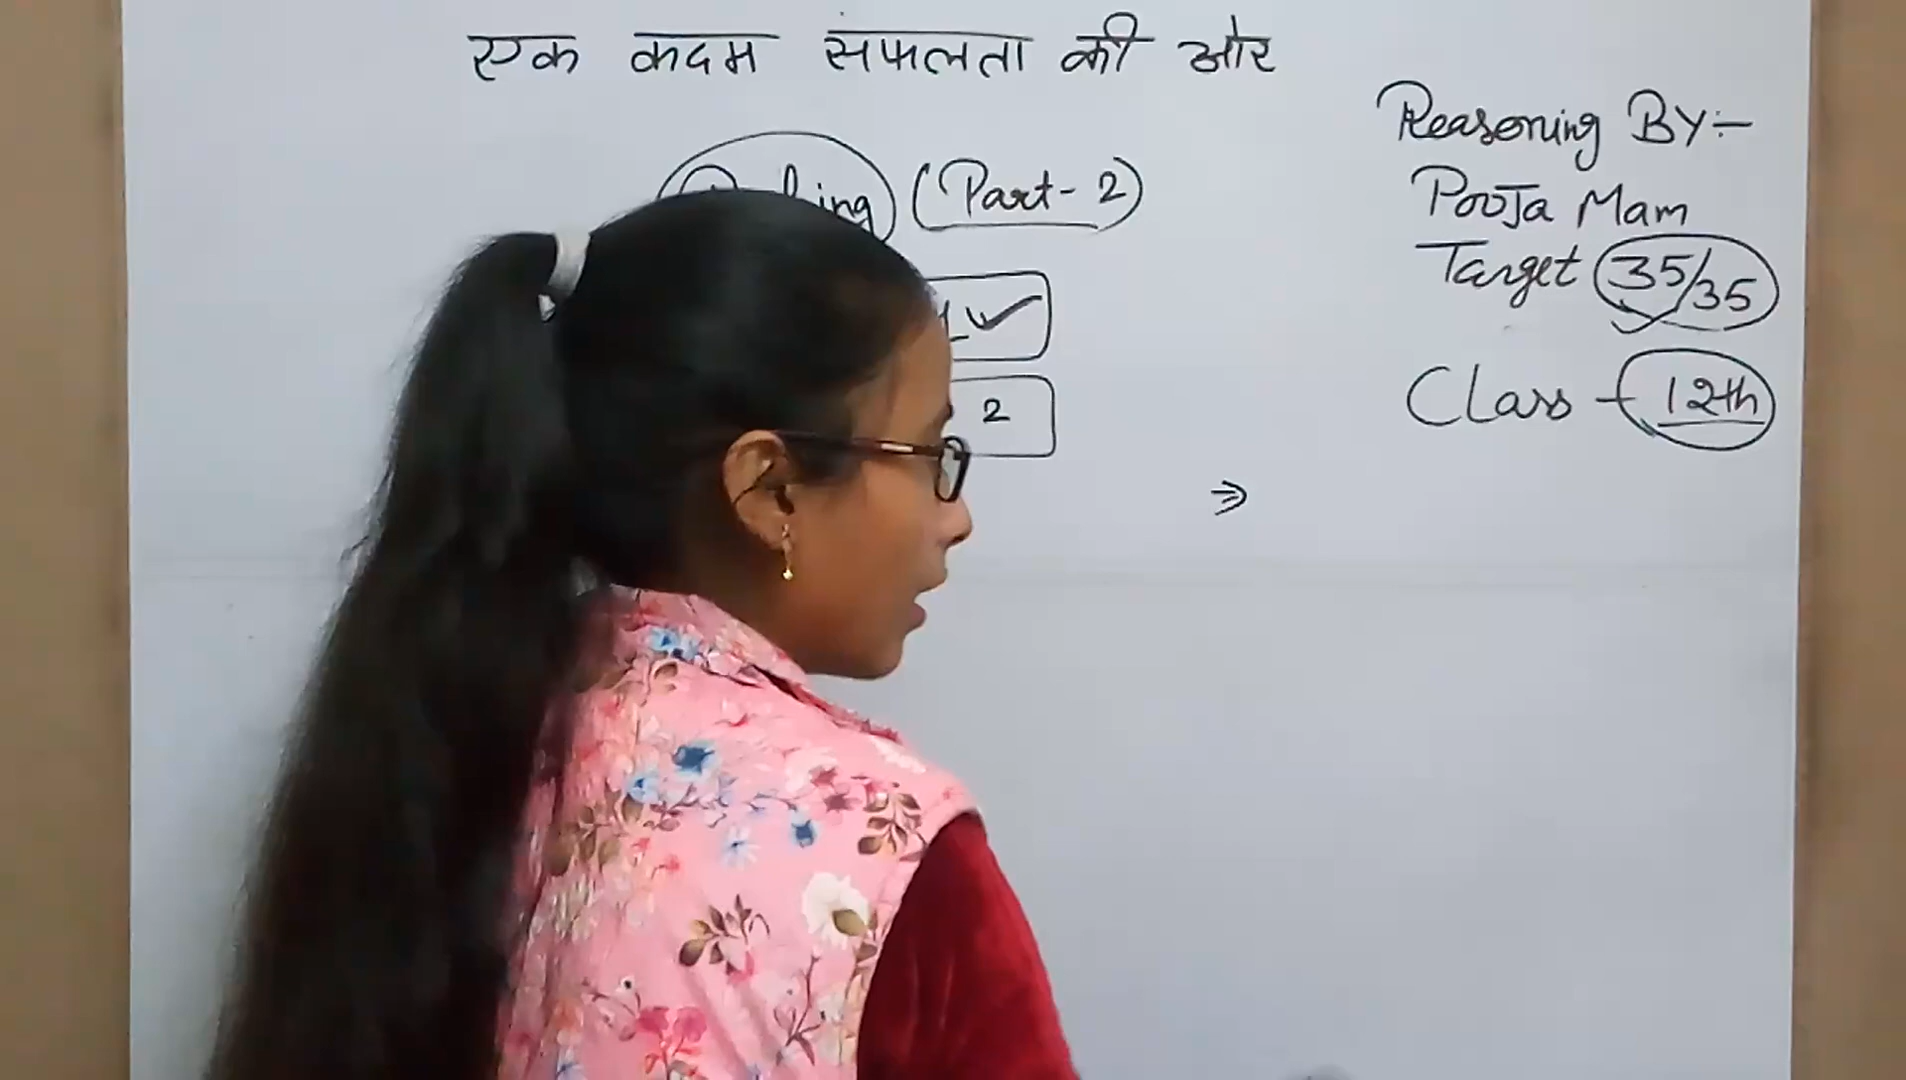 एक कदम सफलता की ओर
Reasoning BY:-
(Part-2)
Pooja Mam
Target 35/35
Class - 12th
2